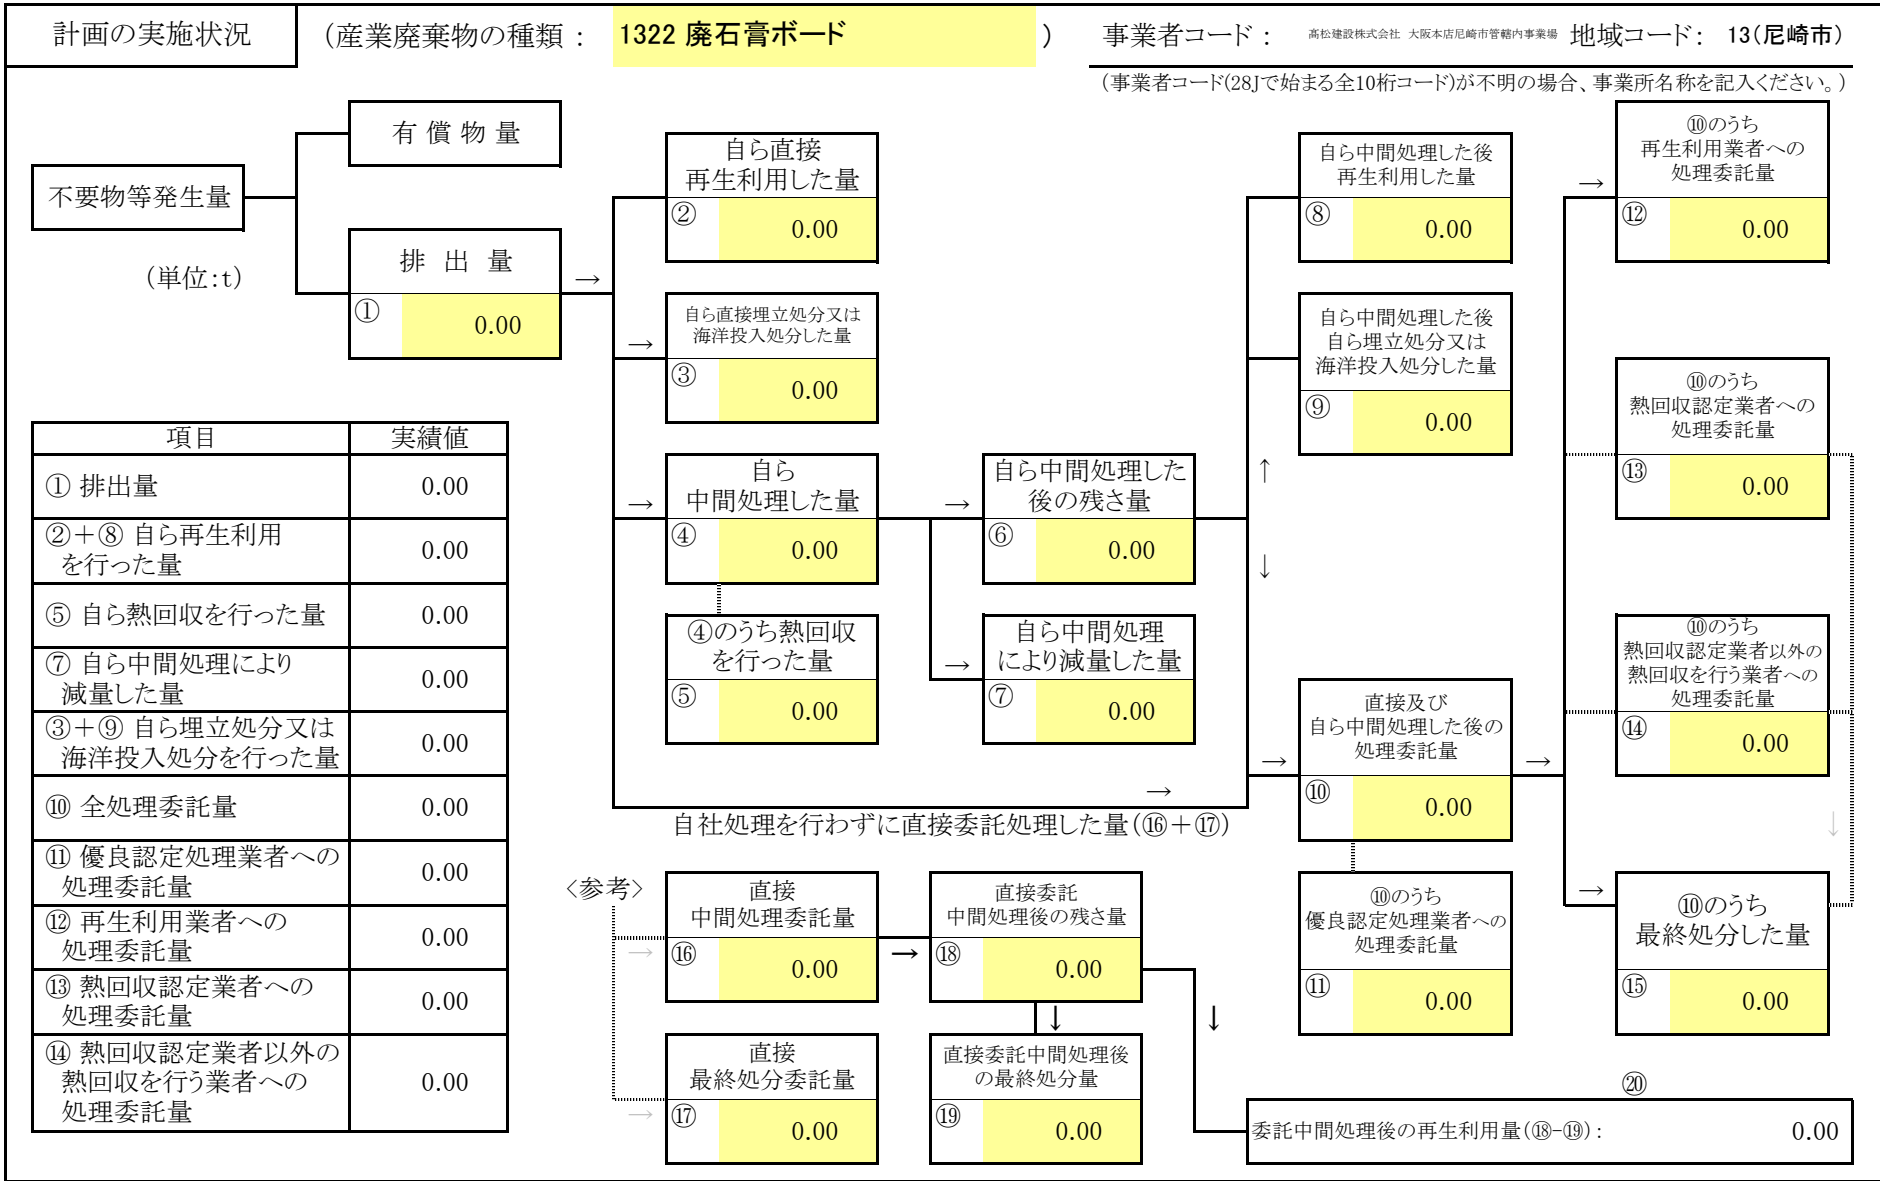 計画の実施状況
(産業廃棄物の種類： 1322 廃石膏ボード )
事業者コード： 髙松建設株式会社 大阪本店尼崎市管轄内事業場 地域コード： 13(尼崎市)
(事業者コード(28Jで始まる全10桁コード)が不明の場合、事業所名称を記入ください。)
不要物等発生量
(単位:t)
有償物量
排出量
→
① 0.00
自ら直接
再生利用した量
② 0.00
→
自ら直接埋立処分又は
海洋投入処分した量
③ 0.00
→
自ら
中間処理した量
④ 0.00
④のうち熱回収
を行った量
⑤ 0.00
→
自ら中間処理した
後の残さ量
⑥ 0.00
→
自ら中間処理
により減量した量
⑦ 0.00
↑
↓
自ら中間処理した後
再生利用した量
⑧ 0.00
自ら中間処理した後
自ら埋立処分又は
海洋投入処分した量
⑨ 0.00
→
自社処理を行わずに直接委託処理した量(⑯＋⑰)
→
直接及び
自ら中間処理した後の
処理委託量
⑩ 0.00
→
⑩のうち
優良認定処理業者への
処理委託量
⑪ 0.00
→
⑩のうち
再生利用業者への
処理委託量
⑫ 0.00
⑩のうち
熱回収認定業者への
処理委託量
⑬ 0.00
⑩のうち
熱回収認定業者以外の
熱回収を行う業者への
処理委託量
⑭ 0.00
↓
→
⑩のうち
最終処分した量
⑮ 0.00
項目 実績値
① 排出量 0.00
②＋⑧ 自ら再生利用
を行った量 0.00
⑤ 自ら熱回収を行った量 0.00
⑦ 自ら中間処理により
減量した量 0.00
③＋⑨ 自ら埋立処分又は
海洋投入処分を行った量 0.00
⑩ 全処理委託量 0.00
⑪ 優良認定処理業者への
処理委託量 0.00
⑫ 再生利用業者への
処理委託量 0.00
⑬ 熱回収認定業者への
処理委託量 0.00
⑭ 熱回収認定業者以外の
熱回収を行う業者への
処理委託量 0.00
〈参考〉
→
直接
中間処理委託量
⑯ 0.00
→
直接
最終処分委託量
⑰ 0.00
→
直接委託
中間処理後の残さ量
⑱ 0.00
↓
直接委託中間処理後
の最終処分量
⑲ 0.00
↓
⑳
委託中間処理後の再生利用量(⑱-⑲)： 0.00